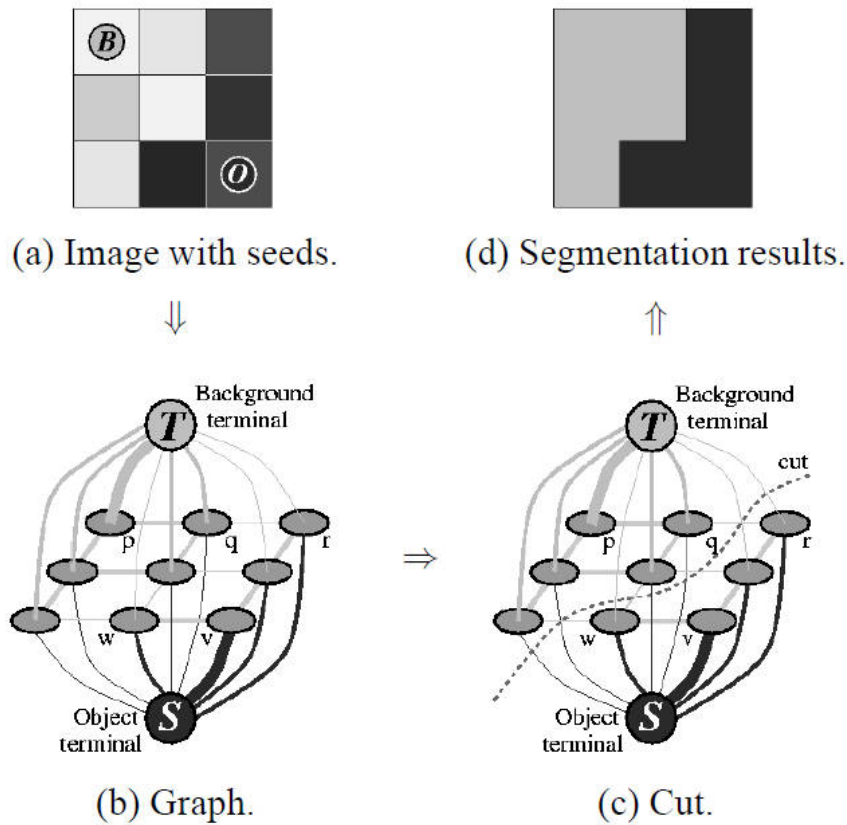 B
O
(a) Image with seeds.
(d) Segmentation results.
⇓
⇑
Background
terminal
T
p
q
r
w
v
S
Object
terminal
(b) Graph.
⇒
Background
terminal
T
cut
p
q
r
w
v
S
Object
terminal
(c) Cut.